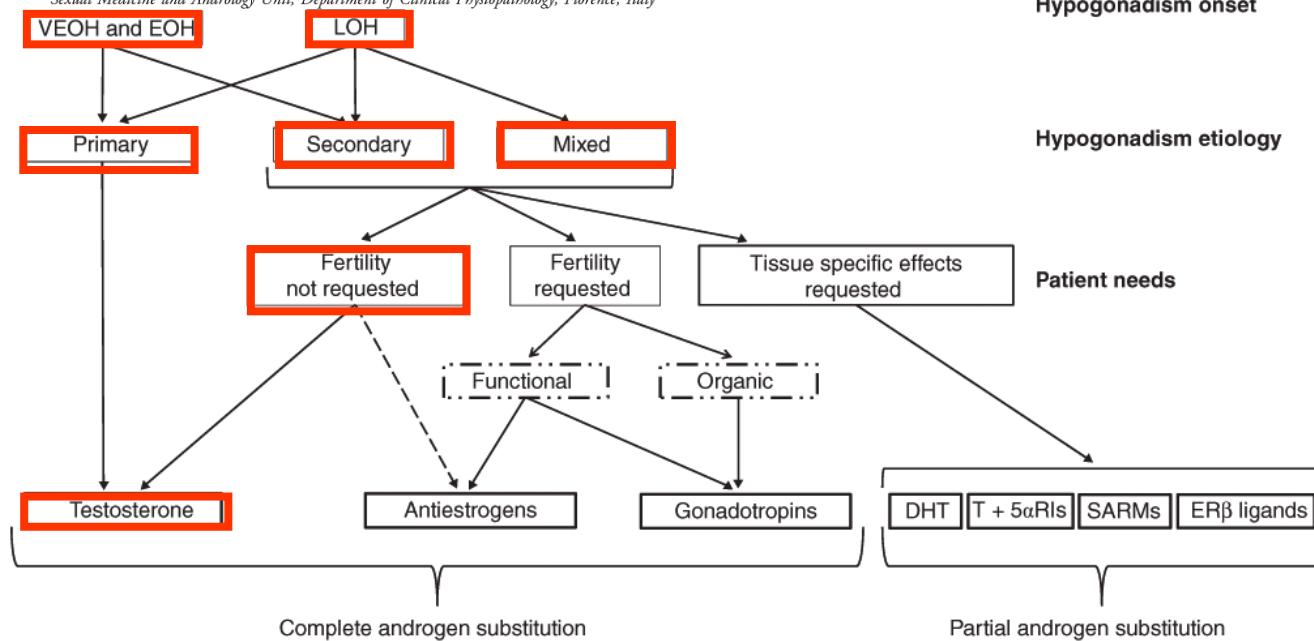 Sexual Medicine and Andrology Unit, Department of Clinical Physiopathology, Florence, Italy
Hypogonadism onset
VEOH and EOH
LOH
Primary
Secondary
Mixed
Hypogonadism etiology
Fertility
not requested
Fertility
requested
Tissue specific effects
requested
Patient needs
Functional
Organic
Testosterone
Antiestrogens
Gonadotropins
DHT
T + 5αRIs
SARMs
ERβ ligands
Complete androgen substitution
Partial androgen substitution